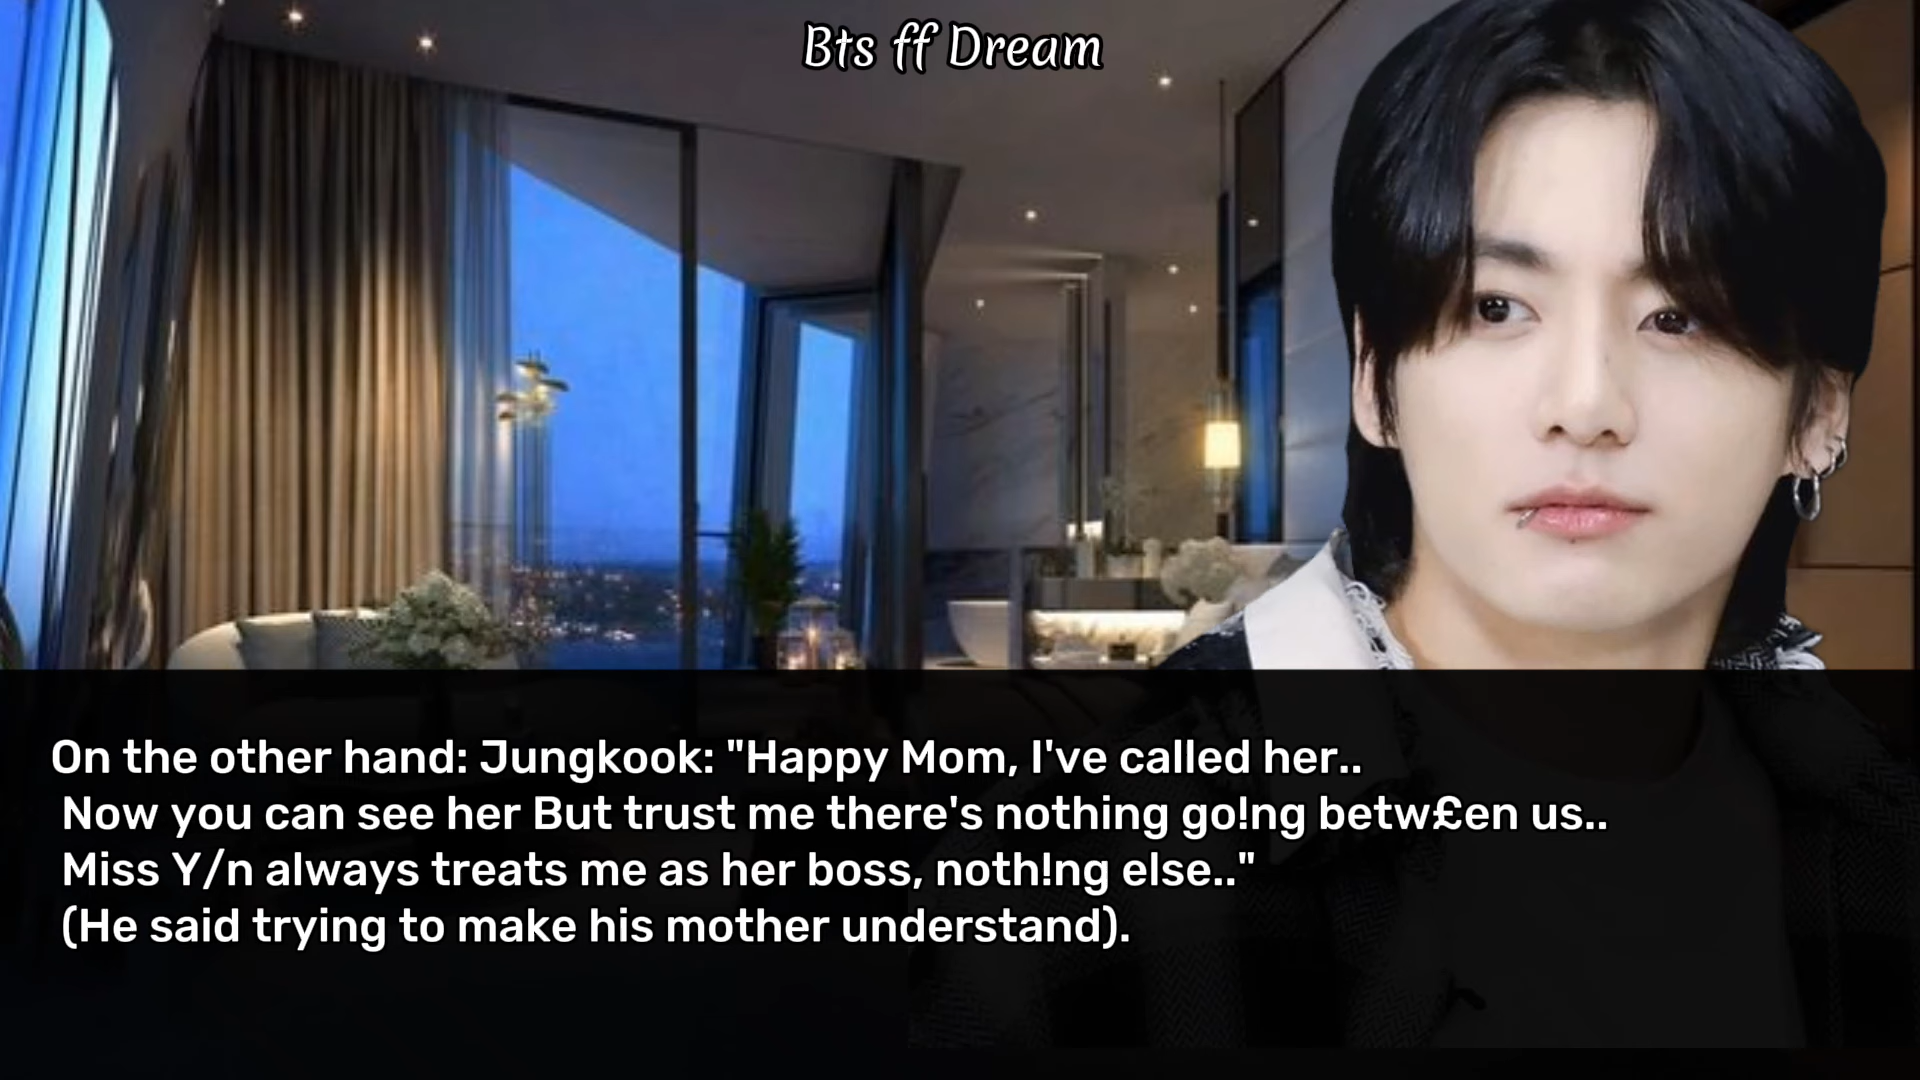 Bts ff Dream
On the other hand: Jungkook: "Happy Mom, I've called her..
Now you can see her But trust me there's nothing go!ng betw£en us..
Miss Y/n always treats me as her boss, noth!ng else.."
(He said trying to make his mother understand).